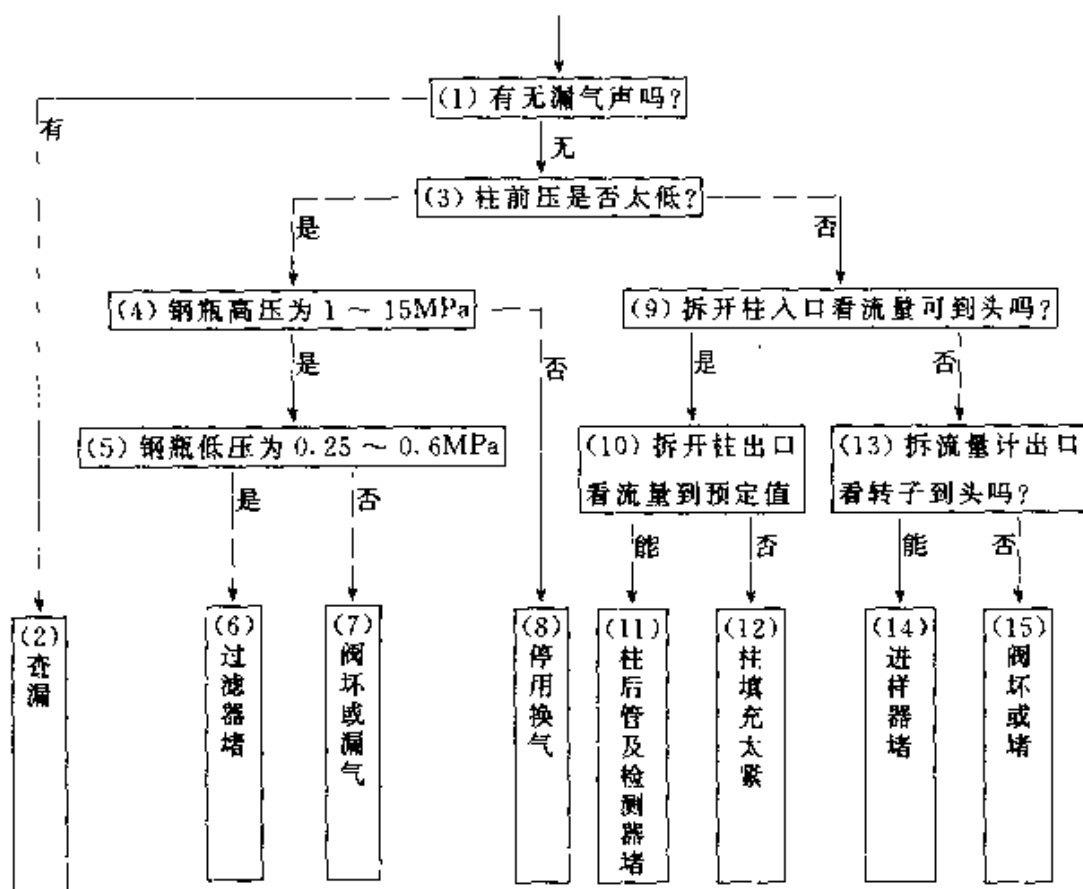 (1)有无漏气声吗?
有
无
(3)柱前压是否太低?
是
否
(4)钢瓶高压为1～15MPa
(9)拆开柱入口看流量可到头吗?
是
否
是
否
(5)钢瓶低压为0.25～0.6MPa
(10)拆开柱出口
看流量到预定值
(13)拆流量计出口
看转子到头吗?
是
否
能
否
能
否
(2)查漏
(6)过滤器堵
(7)阀坏或漏气
(8)停用换气
(11)柱后管及检测器堵
(12)柱填充太紧
(14)进样器堵
(15)阀坏或堵